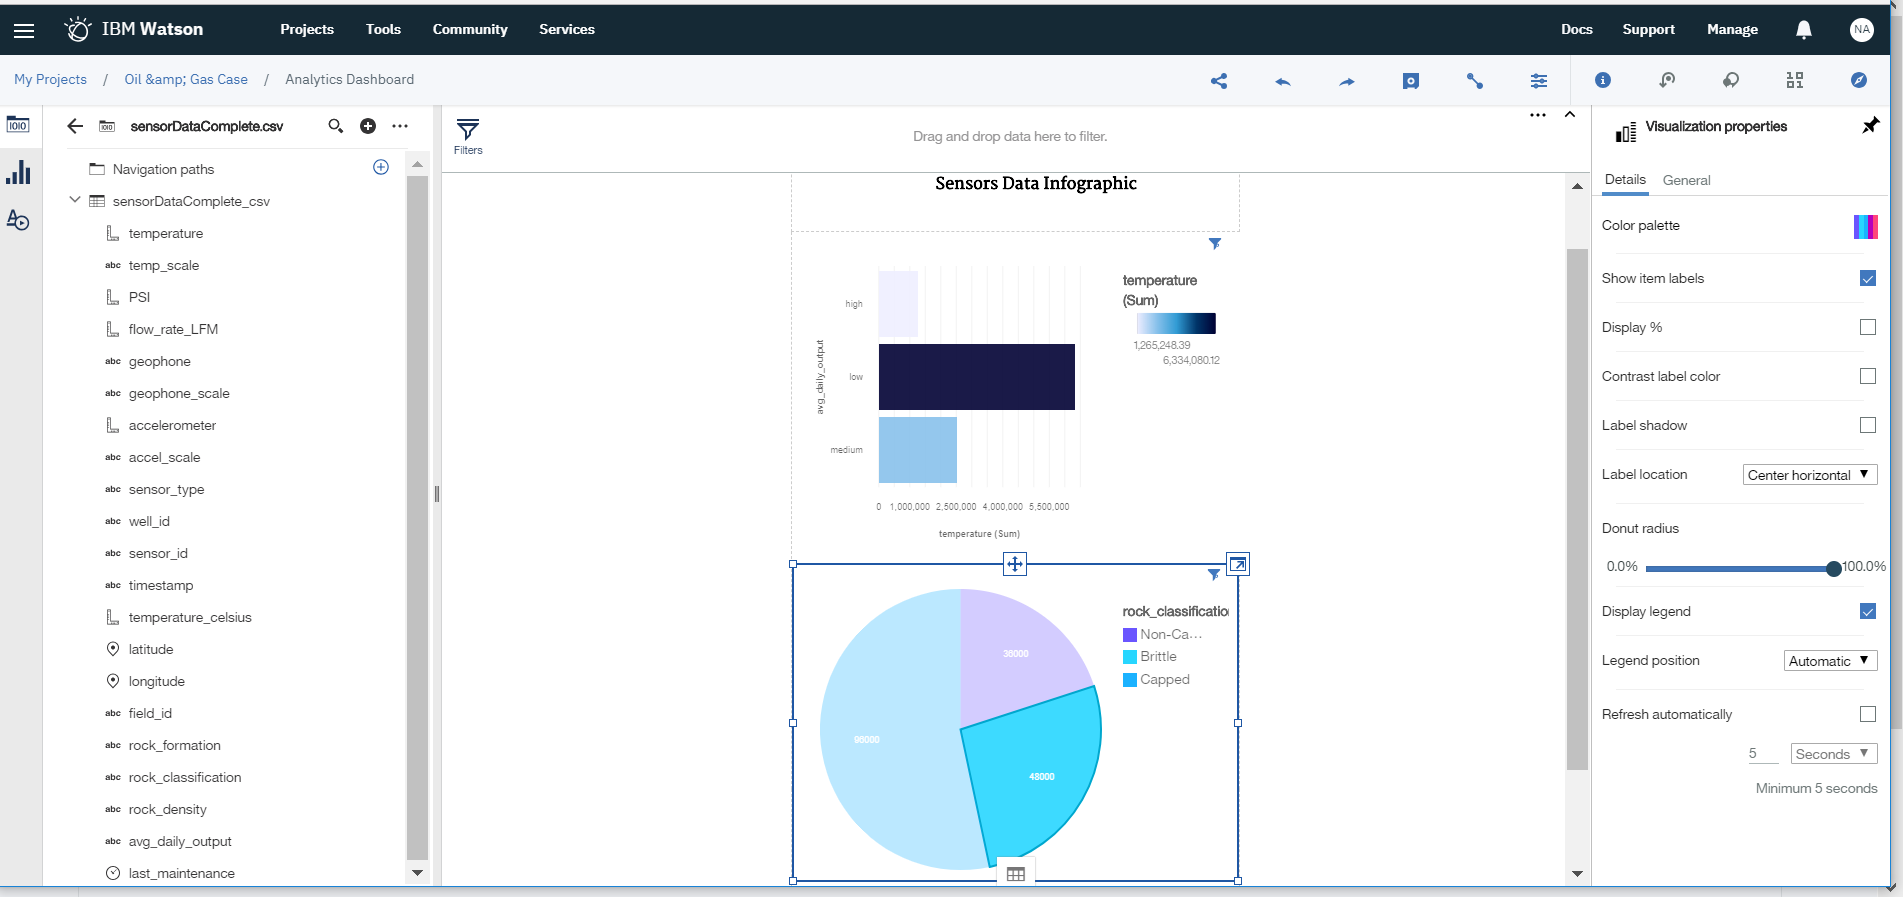 IBM Watson
Projects
Tools
Community
Services
Docs
Support
Manage
NA
My Projects / Oil &amp; Gas Case / Analytics Dashboard
sensorDataComplete.csv
Navigation paths
sensorDataComplete_csv
temperature
abc temp_scale
PSI
flow_rate_LFM
abc geophone
abc geophone_scale
accelerometer
abc accel_scale
abc sensor_type
abc well_id
abc sensor_id
abc timestamp
temperature_celsius
latitude
longitude
abc field_id
abc rock_formation
abc rock_classification
abc rock_density
abc avg_daily_output
last_maintenance
Filters
Drag and drop data here to filter.
Sensors Data Infographic
avg_daily_output
high
low
medium
0 1,000,000 2,500,000 4,000,000 5,500,000
temperature (Sum)
temperature
(Sum)
1,265,248.39
6,334,080.12
36000
48000
96000
rock_classificatio
Non-Ca...
Brittle
Capped
Visualization properties
Details
General
Color palette
Show item labels
Display %
Contrast label color
Label shadow
Label location
Center horizontal
Donut radius
0.0%
100.0%
Display legend
Legend position
Automatic
Refresh automatically
5
Seconds
Minimum 5 seconds